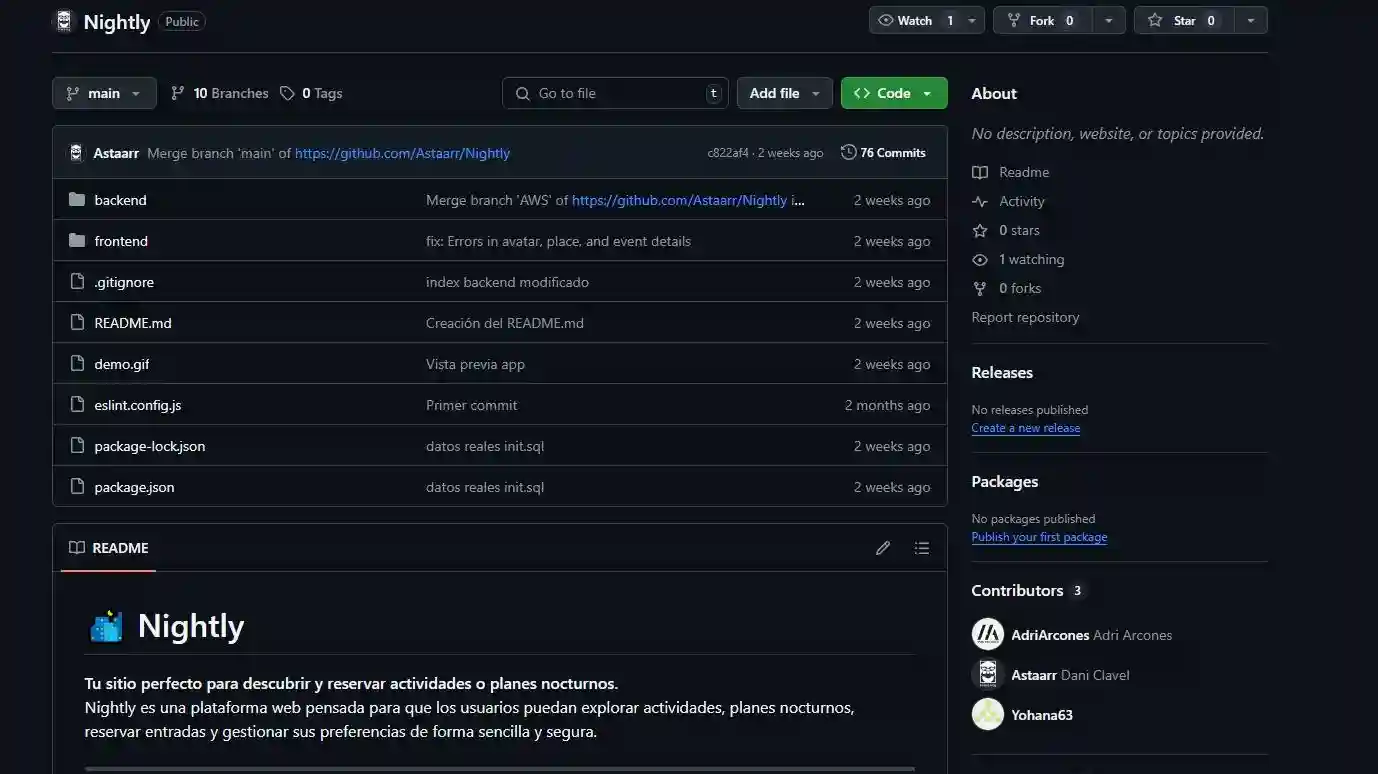 Nightly Public Watch 1 Fork 0 Star 0
main 10 Branches 0 Tags Go to file t Add file Code
Astaarr Merge branch 'main' of https://github.com/Astaarr/Nightly c822af4 · 2 weeks ago 76 Commits
backend Merge branch 'AWS' of https://github.com/Astaarr/Nightly i... 2 weeks ago
frontend fix: Errors in avatar, place, and event details 2 weeks ago
.gitignore index backend modificado 2 weeks ago
README.md Creación del README.md 2 weeks ago
demo.gif Vista previa app 2 weeks ago
eslint.config.js Primer commit 2 months ago
package-lock.json datos reales init.sql 2 weeks ago
package.json datos reales init.sql 2 weeks ago
README
Nightly
Tu sitio perfecto para descubrir y reservar actividades o planes nocturnos.
Nightly es una plataforma web pensada para que los usuarios puedan explorar actividades, planes nocturnos,
reservar entradas y gestionar sus preferencias de forma sencilla y segura.
About
No description, website, or topics provided.
Readme
Activity
0 stars
1 watching
0 forks
Report repository
Releases
No releases published
Create a new release
Packages
No packages published
Publish your first package
Contributors 3
AdriArcones Adri Arcones
Astaarr Dani Clavel
Yohana63